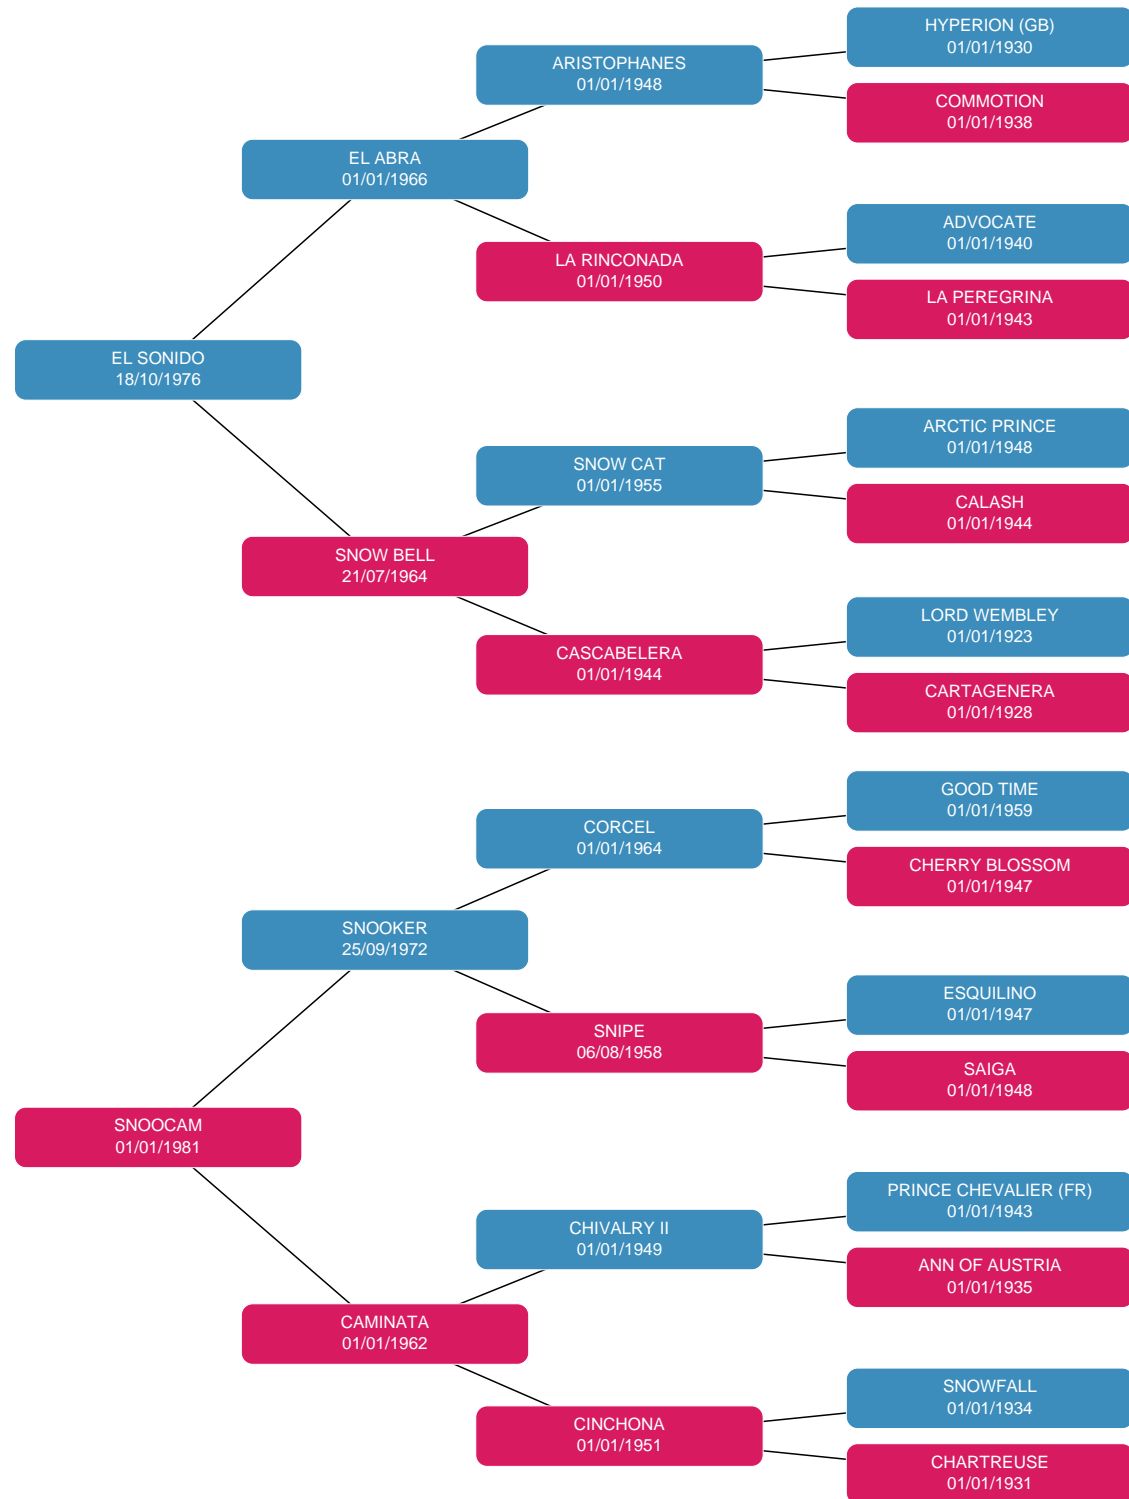 HYPERION (GB)
01/01/1930
ARISTOPHANES
01/01/1948
COMMOTION
01/01/1938
EL ABRA
01/01/1966
ADVOCATE
01/01/1940
LA RINCONADA
01/01/1950
LA PEREGRINA
01/01/1943
EL SONIDO
18/10/1976
ARCTIC PRINCE
01/01/1948
SNOW CAT
01/01/1955
CALASH
01/01/1944
SNOW BELL
21/07/1964
LORD WEMBLEY
01/01/1923
CASCABELERA
01/01/1944
CARTAGENERA
01/01/1928
GOOD TIME
01/01/1959
CORCEL
01/01/1964
CHERRY BLOSSOM
01/01/1947
SNOOKER
25/09/1972
ESQUILINO
01/01/1947
SNIPE
06/08/1958
SAIGA
01/01/1948
SNOOCAM
01/01/1981
PRINCE CHEVALIER (FR)
01/01/1943
CHIVALRY II
01/01/1949
ANN OF AUSTRIA
01/01/1935
CAMINATA
01/01/1962
SNOWFALL
01/01/1934
CINCHONA
01/01/1951
CHARTREUSE
01/01/1931